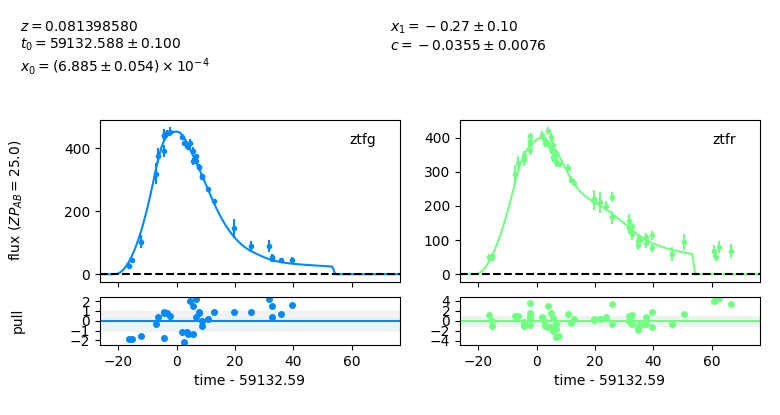 z = 0.081398580
t₀ = 59132.588 ± 0.100
x₀ = (6.885 ± 0.054) × 10⁻⁴
x₁ = −0.27 ± 0.10
c = −0.0355 ± 0.0076
flux (ZP_AB = 25.0)
400
200
0
ztfg
400
300
200
100
0
ztfr
pull
2
1
0
−1
−2
−20 0 20 40 60
time - 59132.59
4
2
1
0
−1
−2
−4
−20 0 20 40 60
time - 59132.59